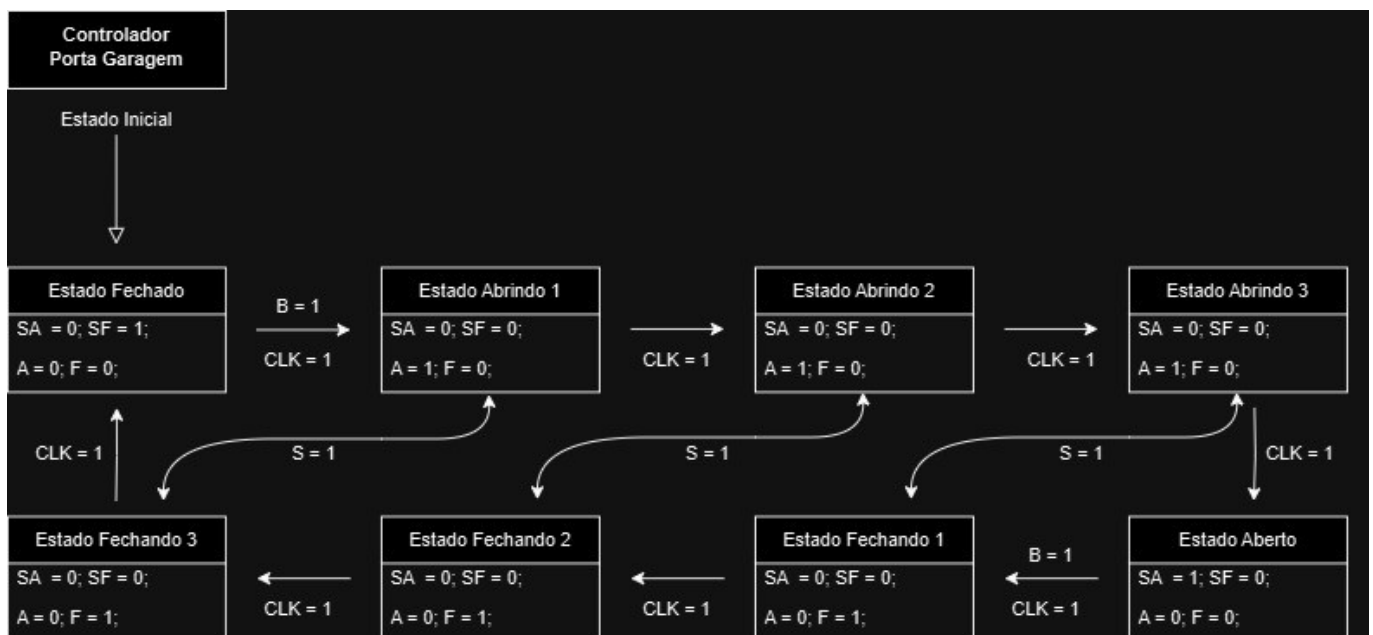 Controlador
Porta Garagem
Estado Inicial
Estado Fechado
SA = 0; SF = 1;
A = 0; F = 0;
B = 1
CLK = 1
Estado Abrindo 1
SA = 0; SF = 0;
A = 1; F = 0;
CLK = 1
Estado Abrindo 2
SA = 0; SF = 0;
A = 1; F = 0;
CLK = 1
Estado Abrindo 3
SA = 0; SF = 0;
A = 1; F = 0;
CLK = 1
S = 1
S = 1
S = 1
CLK = 1
Estado Fechando 3
SA = 0; SF = 0;
A = 0; F = 1;
CLK = 1
Estado Fechando 2
SA = 0; SF = 0;
A = 0; F = 1;
CLK = 1
Estado Fechando 1
SA = 0; SF = 0;
A = 0; F = 1;
B = 1
CLK = 1
Estado Aberto
SA = 1; SF = 0;
A = 0; F = 0;